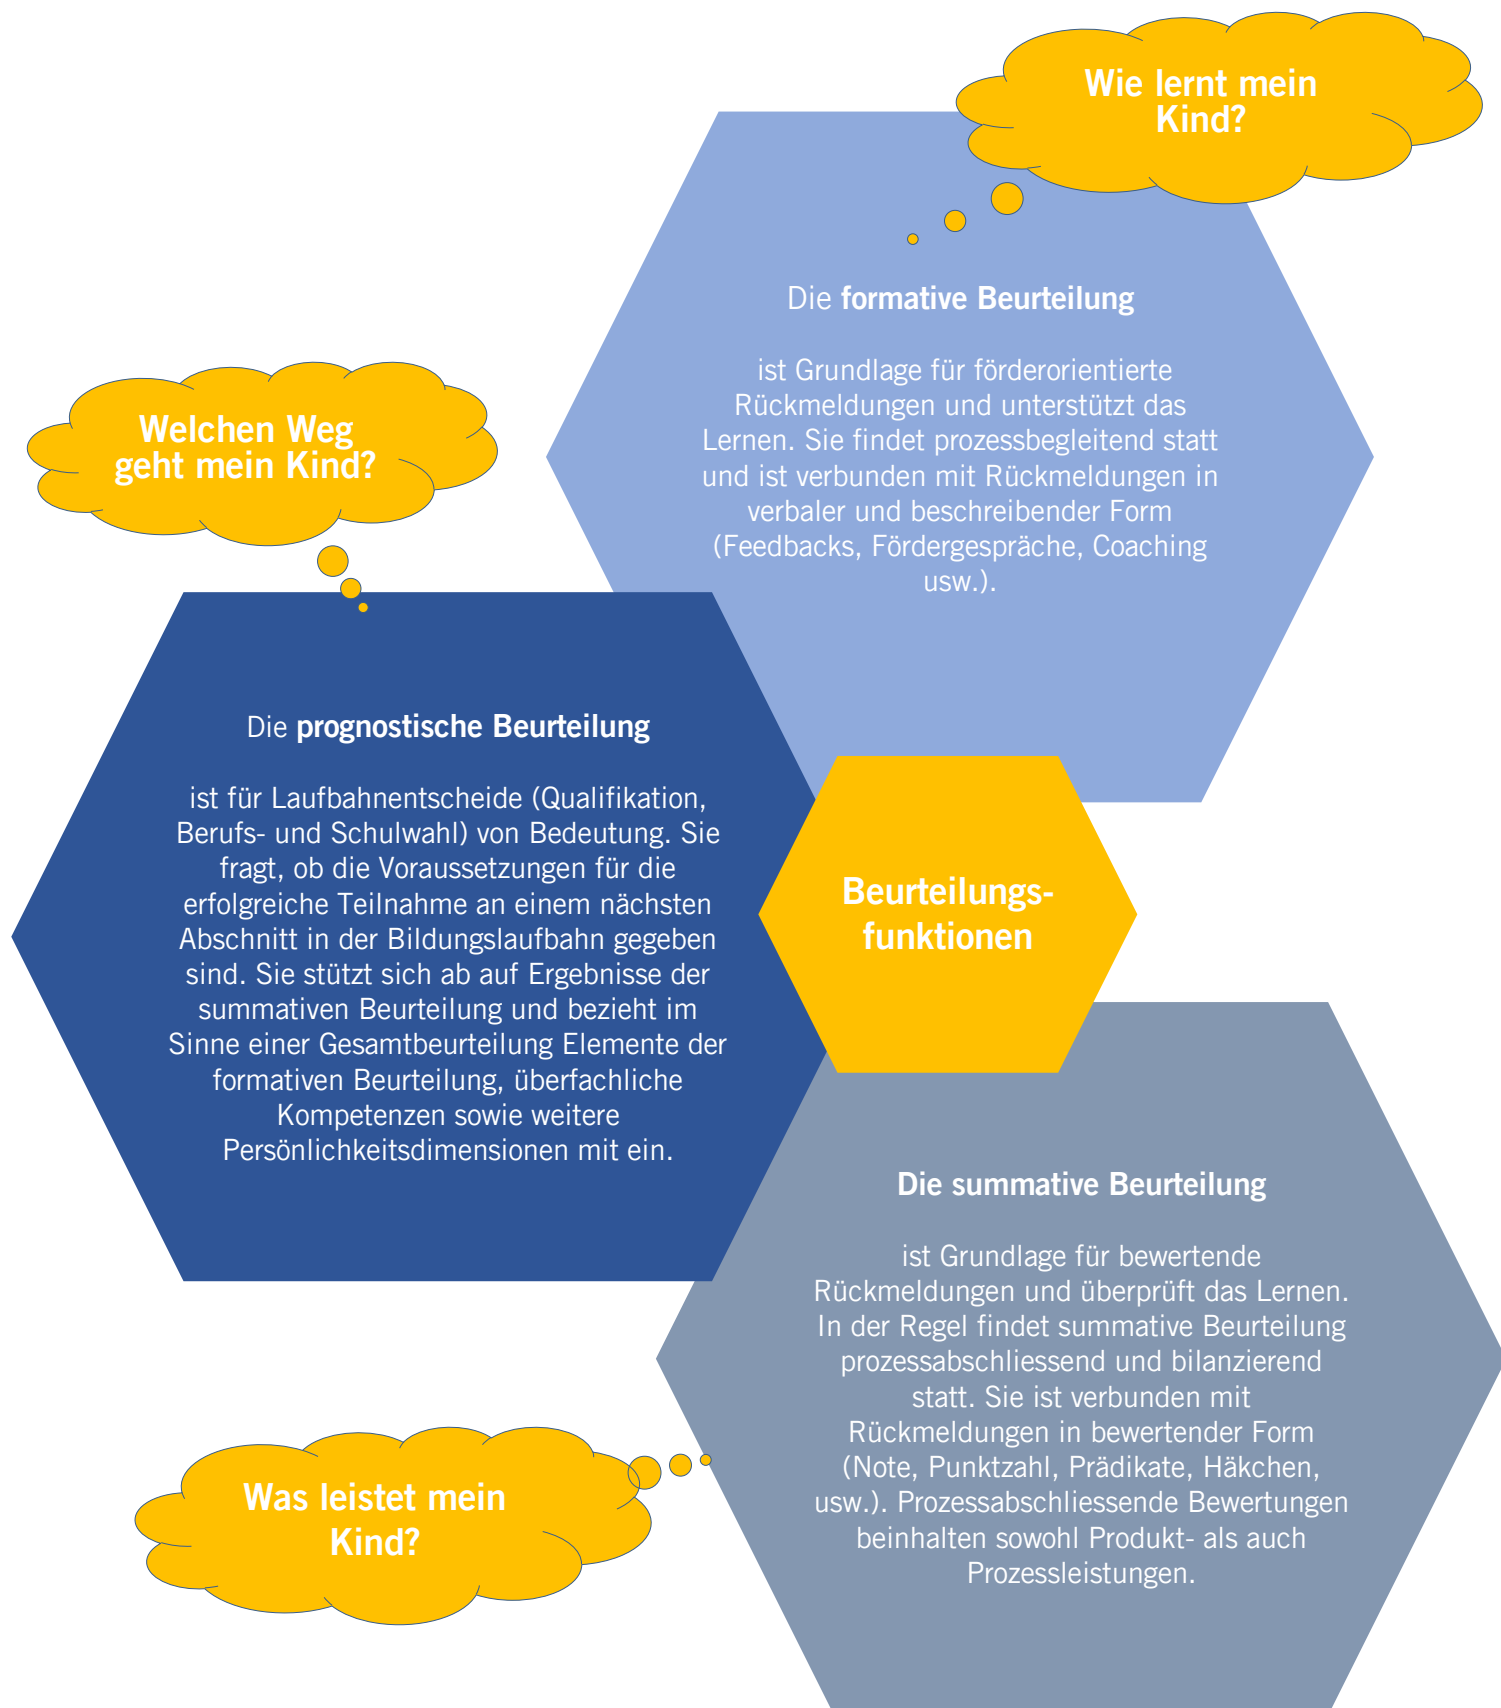 Wie lernt mein
Kind?
Die formative Beurteilung
ist Grundlage für förderorientierte
Rückmeldungen und unterstützt das
Lernen. Sie findet prozessbegleitend statt
und ist verbunden mit Rückmeldungen in
verbaler und beschreibender Form
(Feedbacks, Fördergespräche, Coaching
usw.).
Welchen Weg
geht mein Kind?
Die prognostische Beurteilung
ist für Laufbahnentscheide (Qualifikation,
Berufs- und Schulwahl) von Bedeutung. Sie
fragt, ob die Voraussetzungen für die
erfolgreiche Teilnahme an einem nächsten
Abschnitt in der Bildungslaufbahn gegeben
sind. Sie stützt sich ab auf Ergebnisse der
summativen Beurteilung und bezieht im
Sinne einer Gesamtbeurteilung Elemente der
formativen Beurteilung, überfachliche
Kompetenzen sowie weitere
Persönlichkeitsdimensionen mit ein.
Beurteilungs-
funktionen
Die summative Beurteilung
ist Grundlage für bewertende
Rückmeldungen und überprüft das Lernen.
In der Regel findet summative Beurteilung
prozessabschliessend und bilanzierend
statt. Sie ist verbunden mit
Rückmeldungen in bewertender Form
(Note, Punktzahl, Prädikate, Häkchen,
usw.). Prozessabschliessende Bewertungen
beinhalten sowohl Produkt- als auch
Prozessleistungen.
Was leistet mein
Kind?